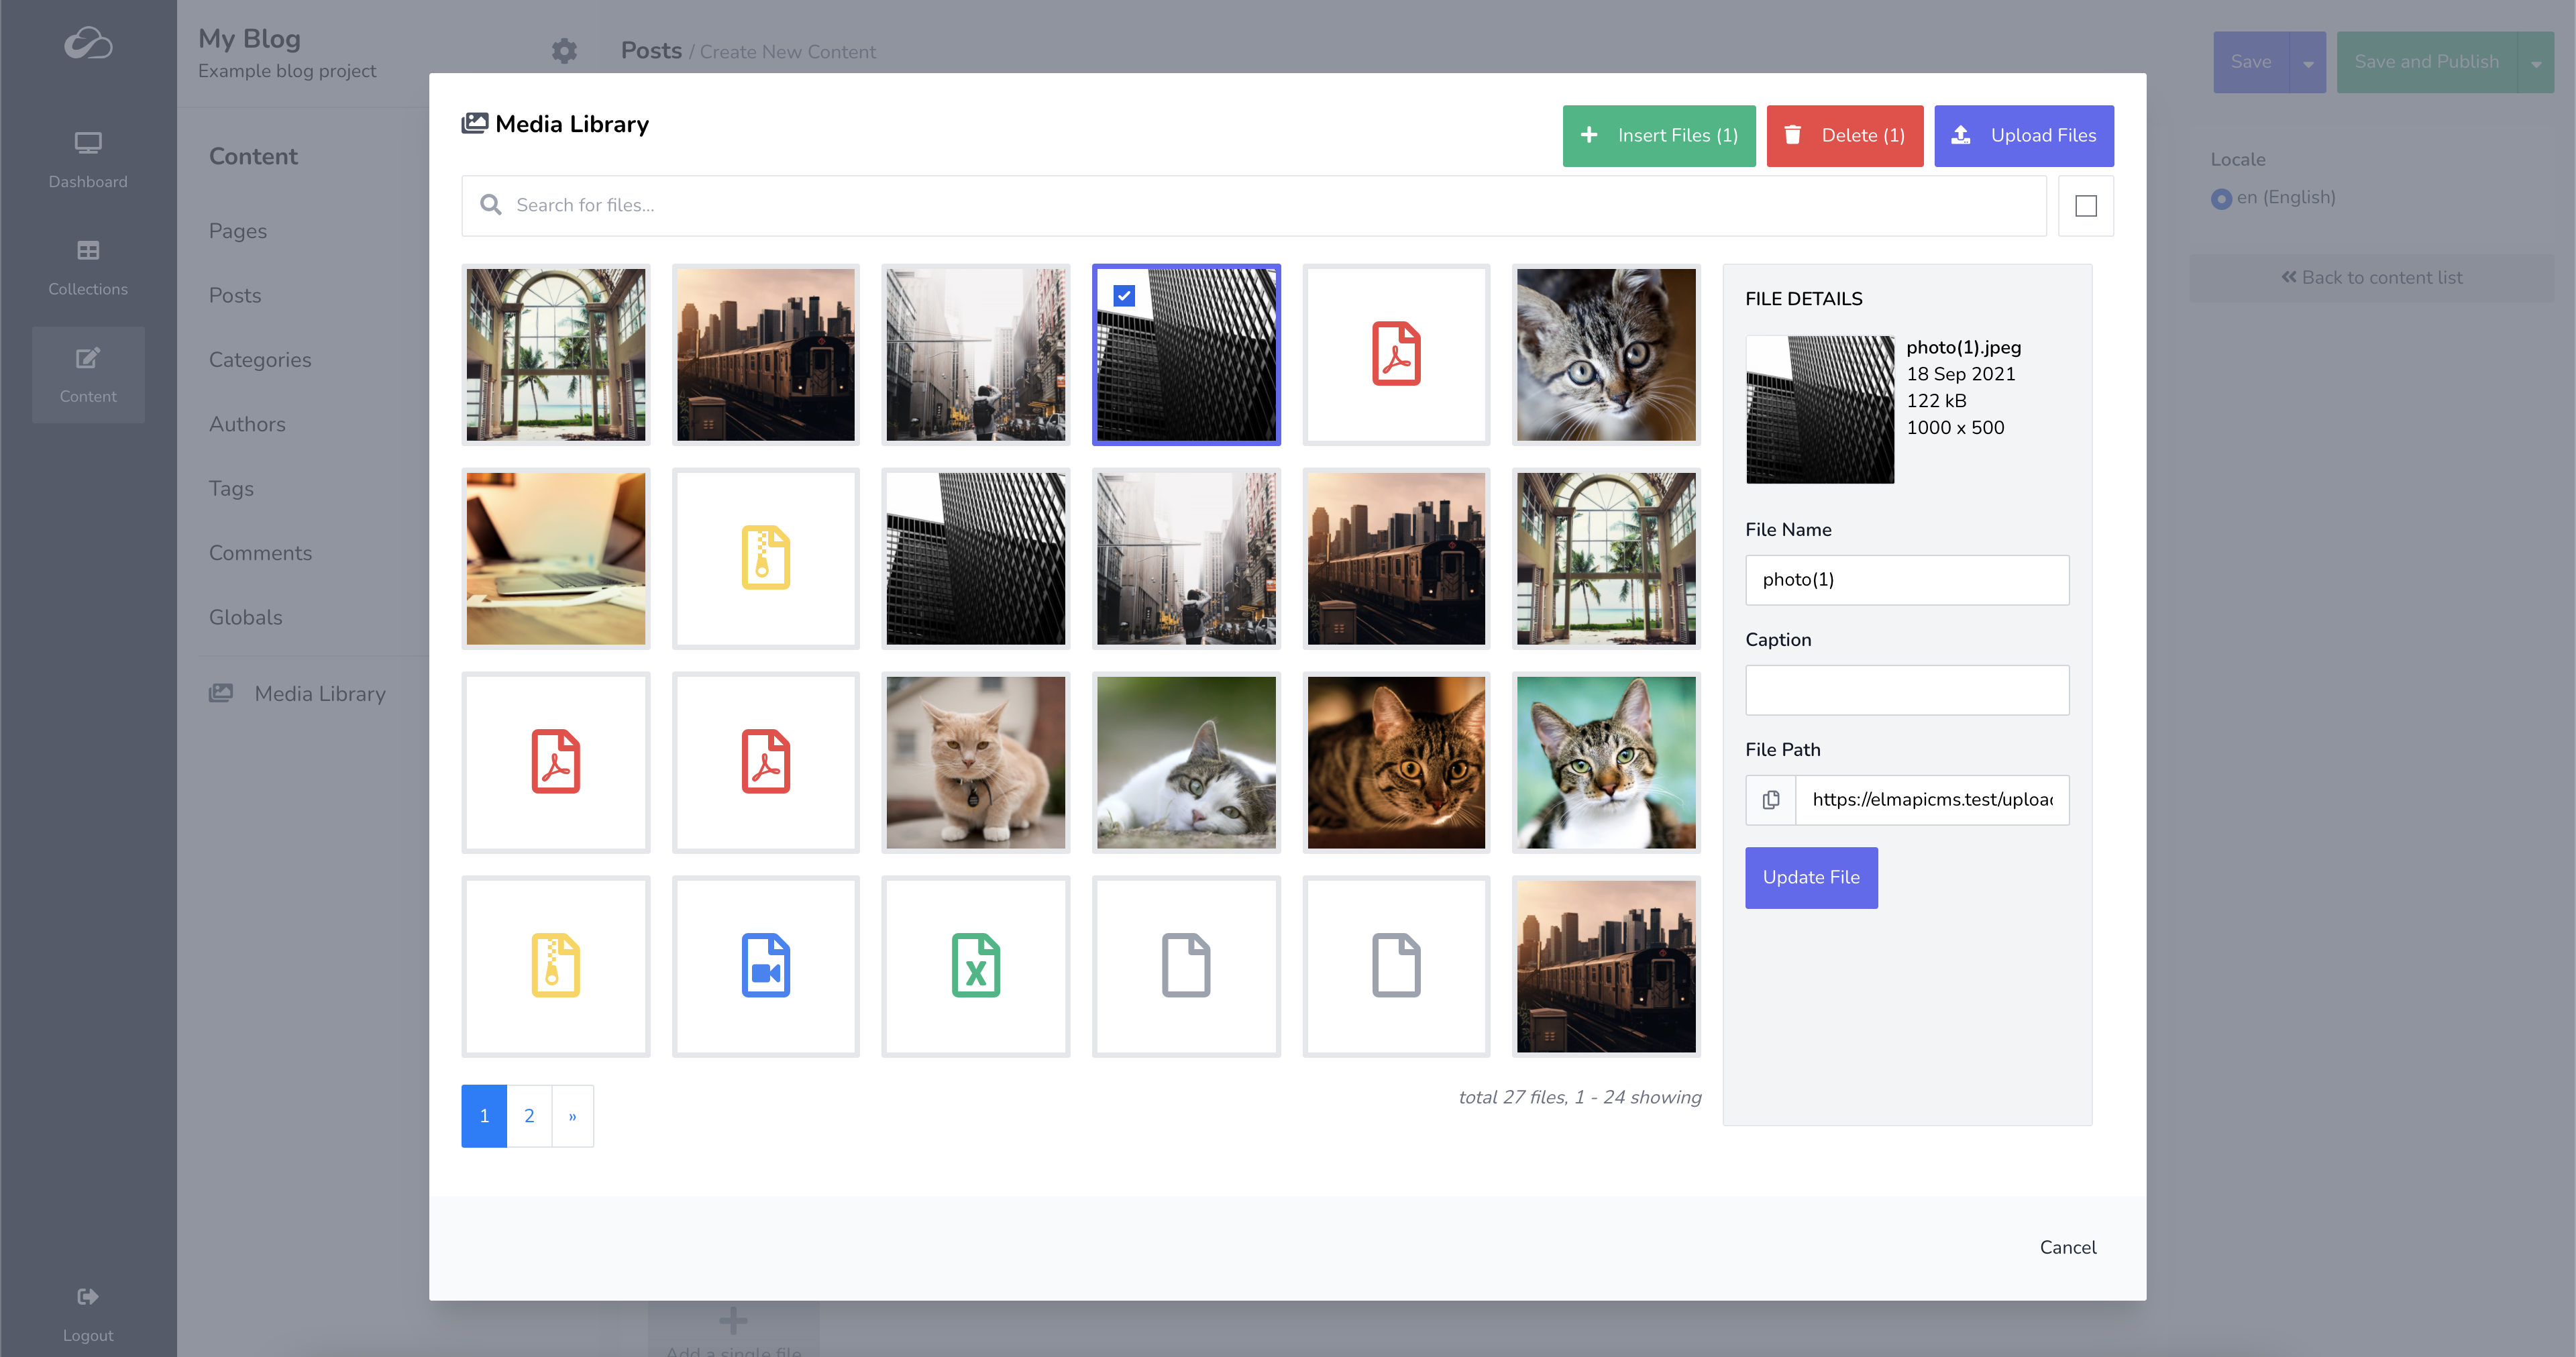 My Blog
Example blog project
Posts / Create New Content
Save
Save and Publish
Dashboard
Collections
Content
Logout
Content
Pages
Posts
Categories
Authors
Tags
Comments
Globals
Media Library
Media Library
Insert Files (1)
Delete (1)
Upload Files
Search for files...
FILE DETAILS
photo(1).jpeg
18 Sep 2021
122 kB
1000 x 500
File Name
photo(1)
Caption
File Path
https://elmapicms.test/upload
Update File
1
2
»
total 27 files, 1 - 24 showing
Cancel
Locale
en (English)
Back to content list
Add a single file